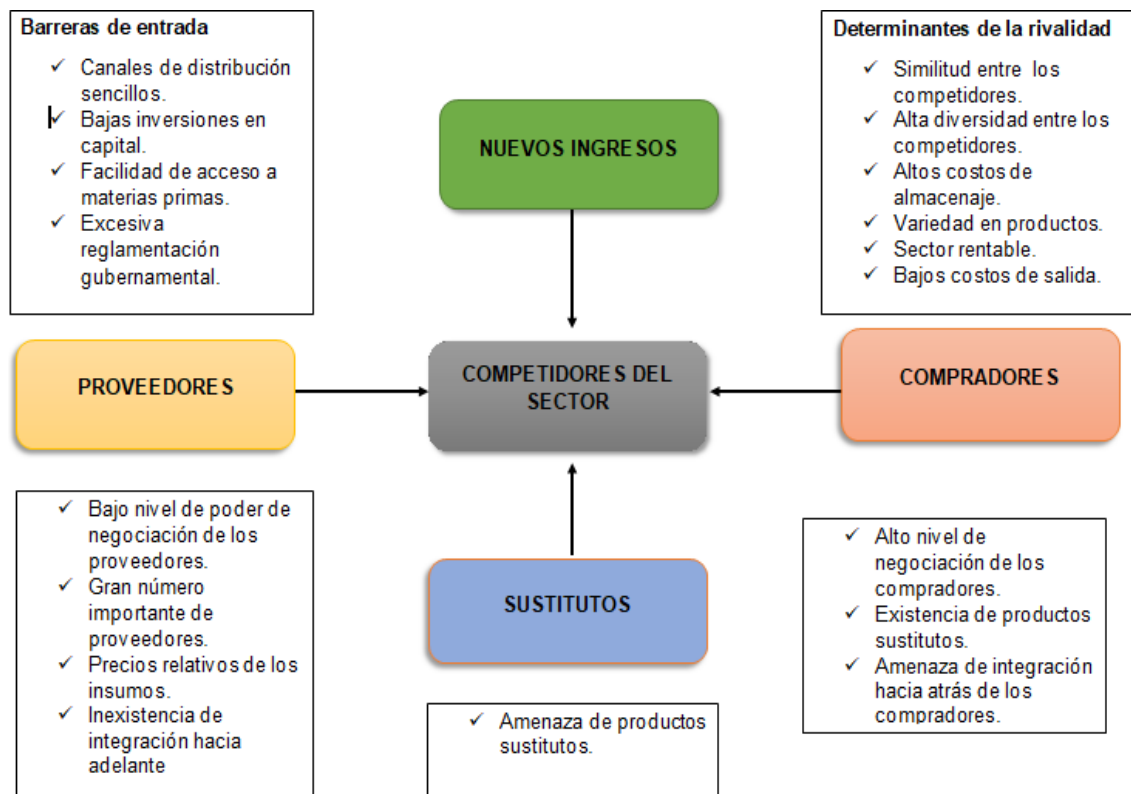 Barreras de entrada
✓ Canales de distribución
sencillos.
✓ Bajas inversiones en
capital.
✓ Facilidad de acceso a
materias primas.
✓ Excesiva
reglamentación
gubernamental.
NUEVOS INGRESOS
Determinantes de la rivalidad
✓ Similitud entre los
competidores.
✓ Alta diversidad entre los
competidores.
✓ Altos costos de
almacenaje.
✓ Variedad en productos.
✓ Sector rentable.
✓ Bajos costos de salida.
PROVEEDORES
COMPETIDORES DEL
SECTOR
COMPRADORES
✓ Bajo nivel de poder de
negociación de los
proveedores.
✓ Gran número
importante de
proveedores.
✓ Precios relativos de los
insumos.
✓ Inexistencia de
integración hacia
adelante
SUSTITUTOS
✓ Amenaza de productos
sustitutos.
✓ Alto nivel de
negociación de los
compradores.
✓ Existencia de productos
sustitutos.
✓ Amenaza de integración
hacia atrás de los
compradores.